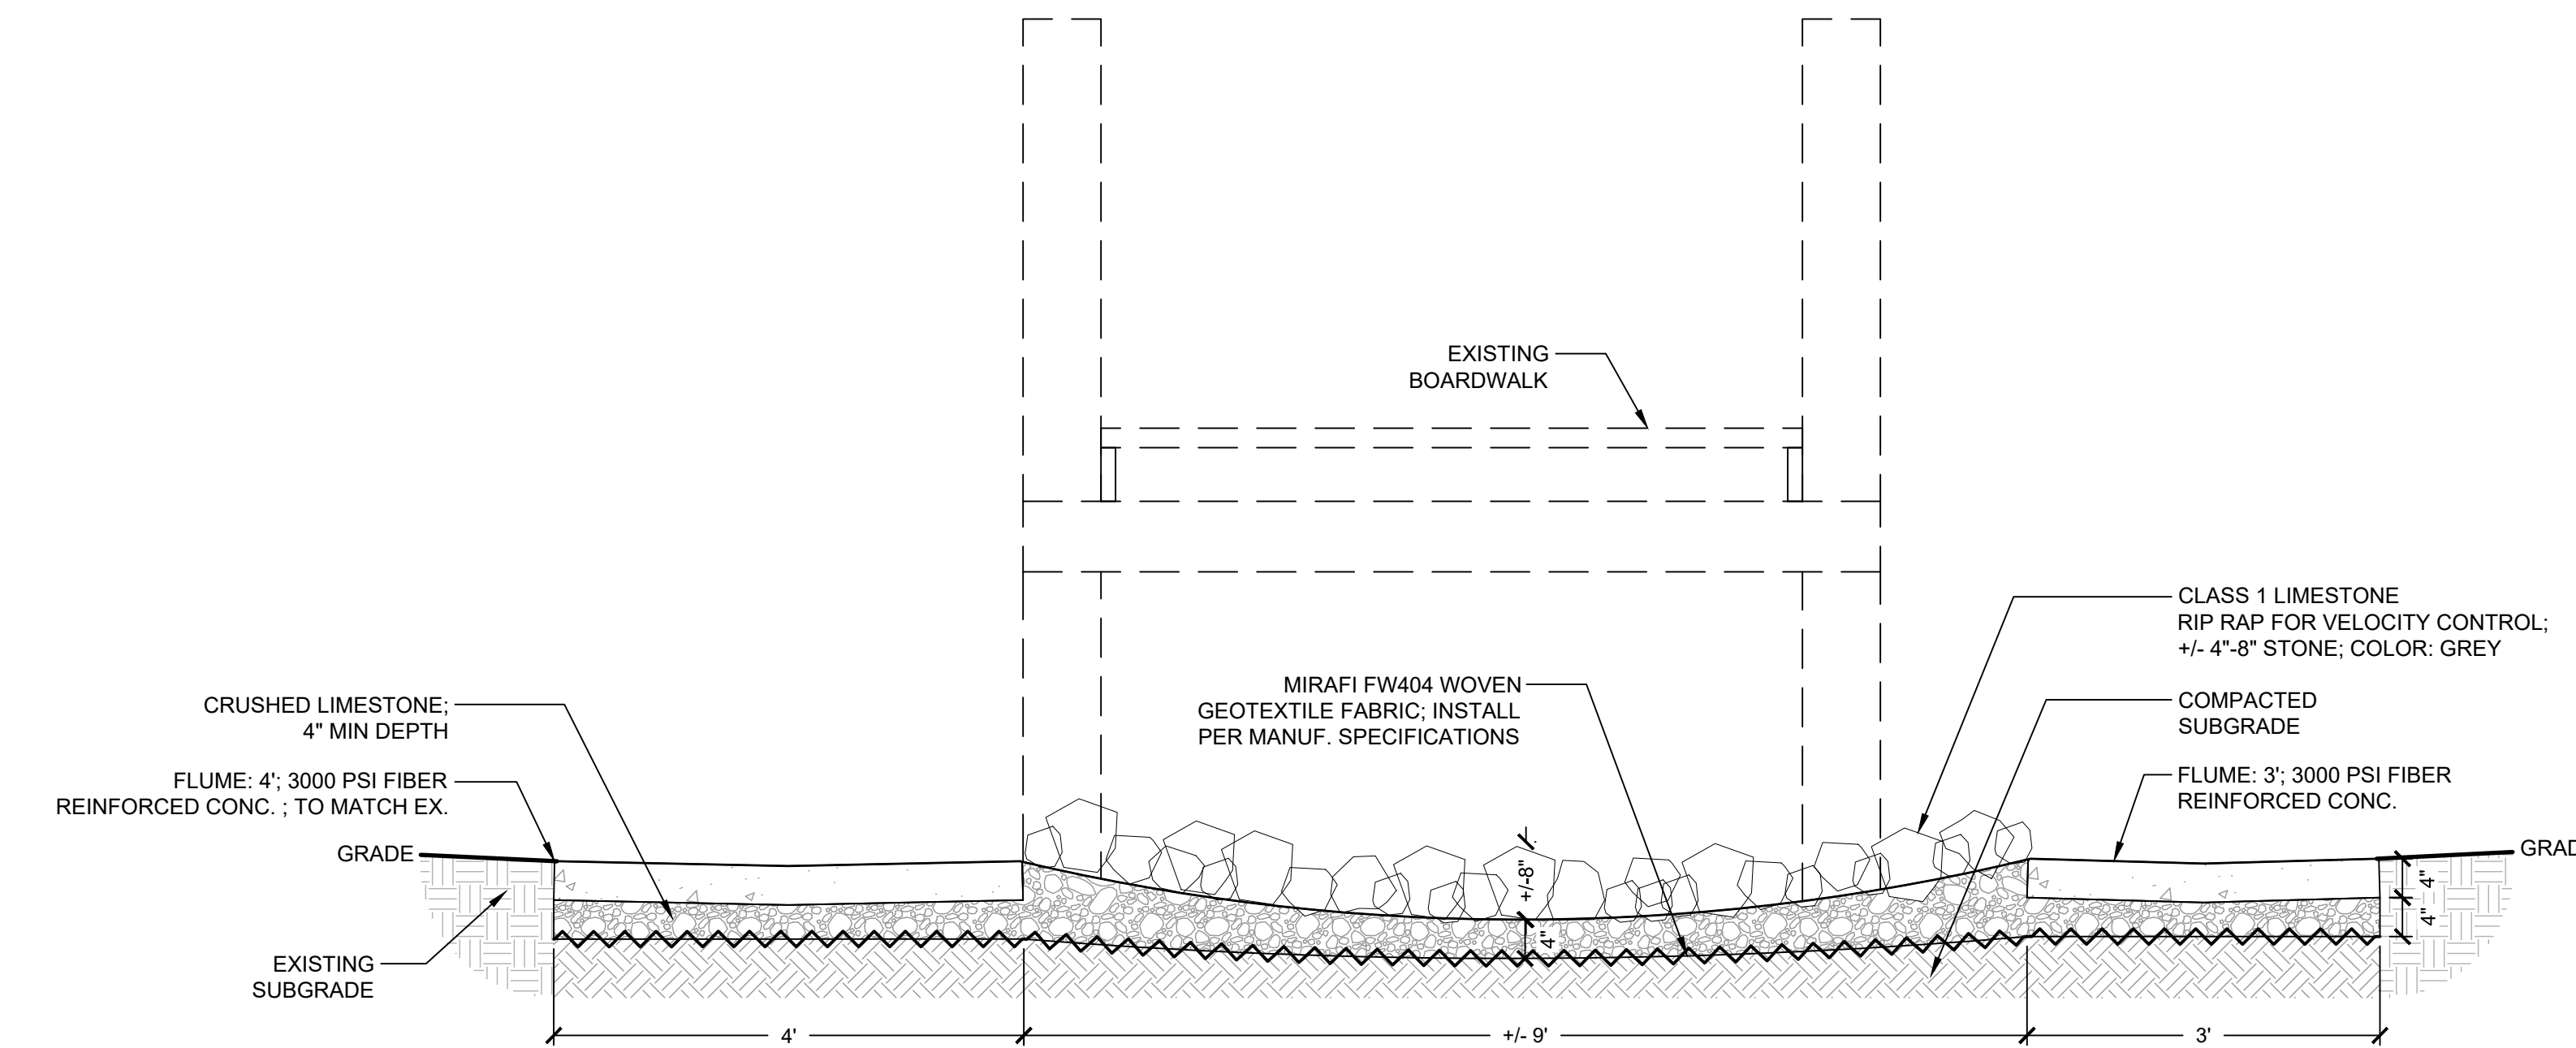 EXISTING
BOARDWALK
CLASS 1 LIMESTONE
RIP RAP FOR VELOCITY CONTROL;
+/- 4"-8" STONE; COLOR: GREY
MIRAFI FW404 WOVEN
GEOTEXTILE FABRIC; INSTALL
PER MANUF. SPECIFICATIONS
CRUSHED LIMESTONE;
4" MIN DEPTH
COMPACTED
SUBGRADE
FLUME: 4'; 3000 PSI FIBER
REINFORCED CONC. ; TO MATCH EX.
FLUME: 3'; 3000 PSI FIBER
REINFORCED CONC.
GRADE
GRAD
+/-8"
4"
4"
4"
EXISTING
SUBGRADE
4'
+/- 9'
3'